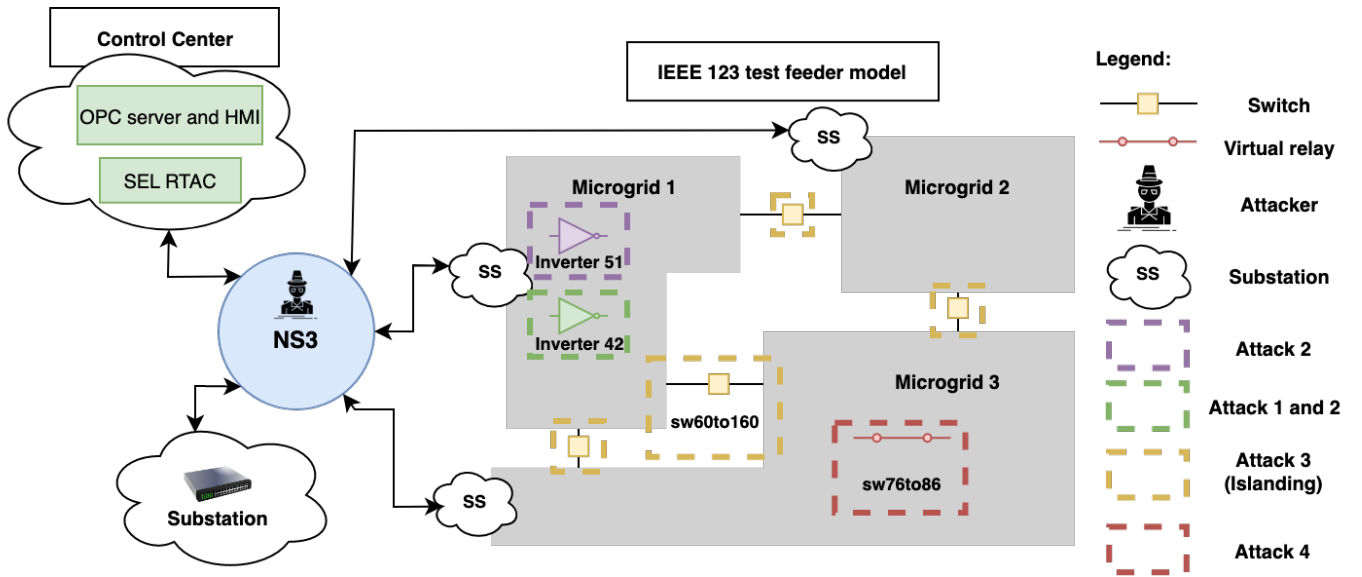 Control Center
OPC server and HMI
SEL RTAC
IEEE 123 test feeder model
SS
Microgrid 1
Microgrid 2
SS
Inverter 51
NS3
Inverter 42
Microgrid 3
sw60to160
SS
sw76to86
Substation
Legend:
Switch
Virtual relay
Attacker
SS
Substation
Attack 2
Attack 1 and 2
Attack 3
(Islanding)
Attack 4